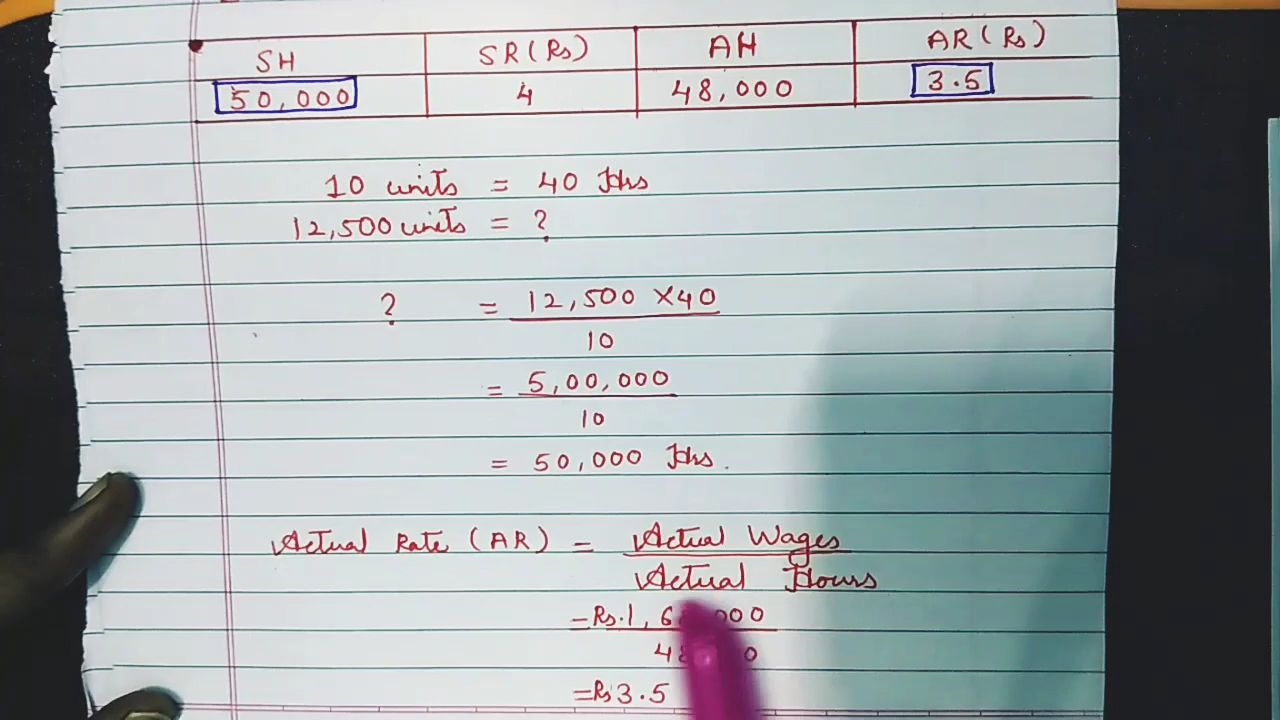 SH SR(Rs) AH AR(Rs)
50,000 4 48,000 3.5
10 units = 40 Hrs
12,500 units = ?
? = 12,500 X40
10
= 5,00,000
10
= 50,000 Hrs.
Actual Rate (AR) = Actual Wages
Actual Hours
=Rs.1,
=Rs 3.5